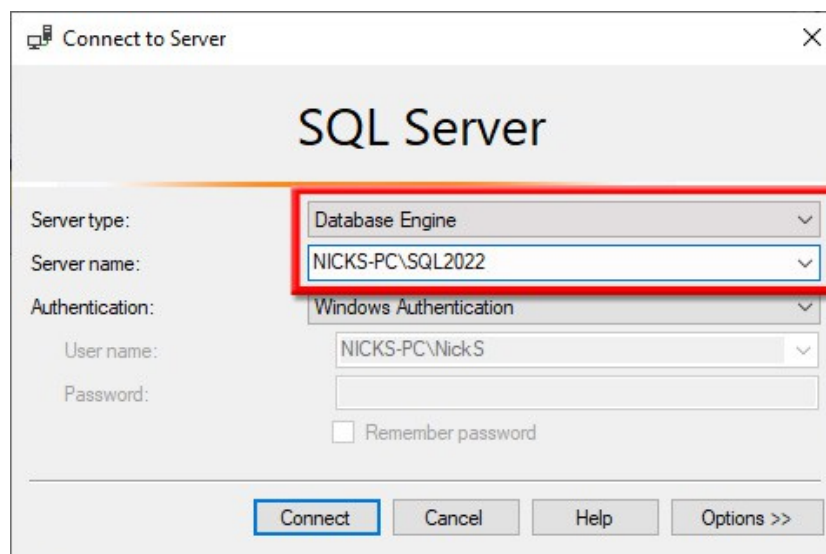 Connect to Server
SQL Server
Server type: Database Engine
Server name: NICKS-PC\SQL2022
Authentication: Windows Authentication
User name: NICKS-PC\NickS
Password:
Remember password
Connect Cancel Help Options >>